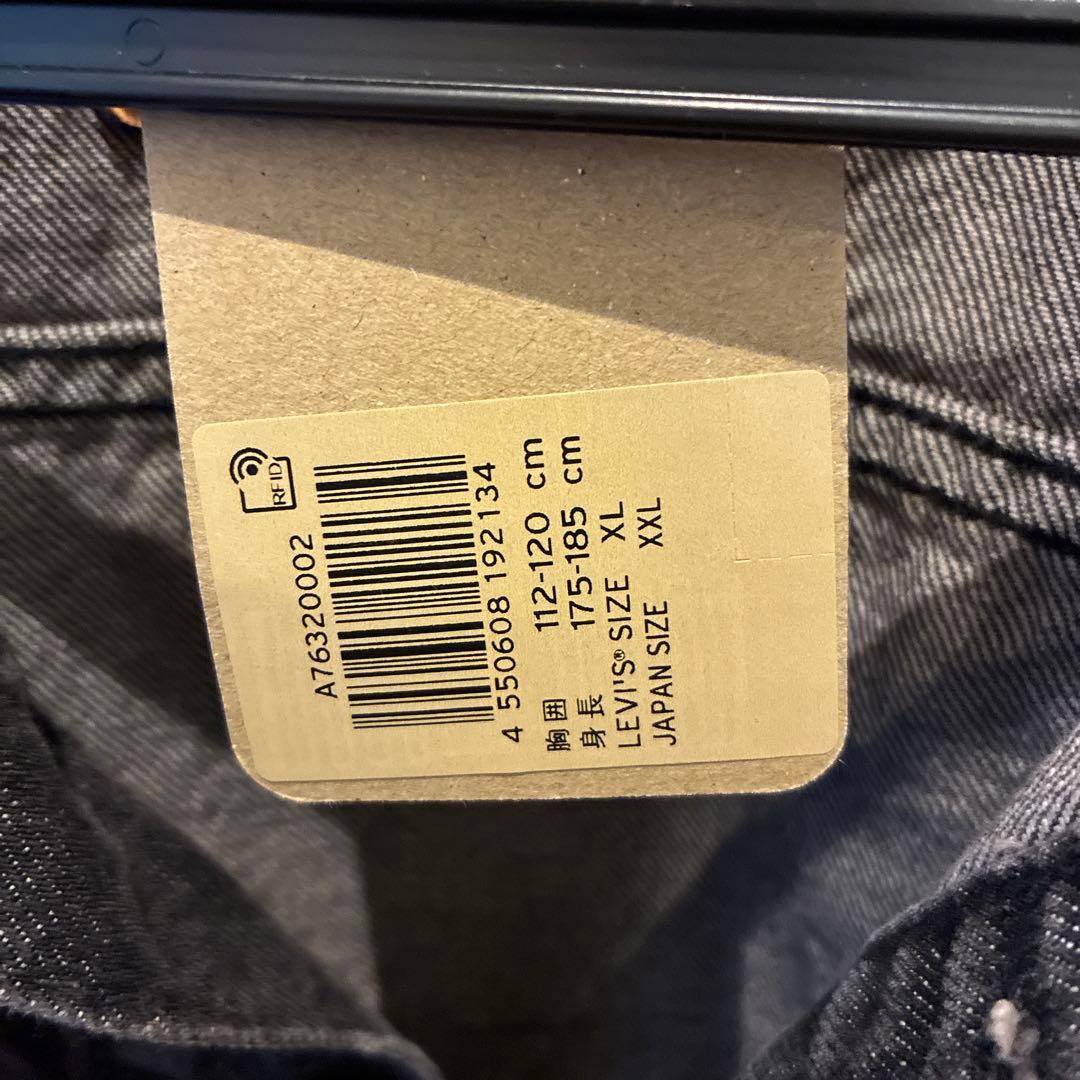 RFID
A76320002
4 550608 192134
胸囲 112-120 cm
身長 175-185 cm
LEVI'S® SIZE XL
JAPAN SIZE XXL